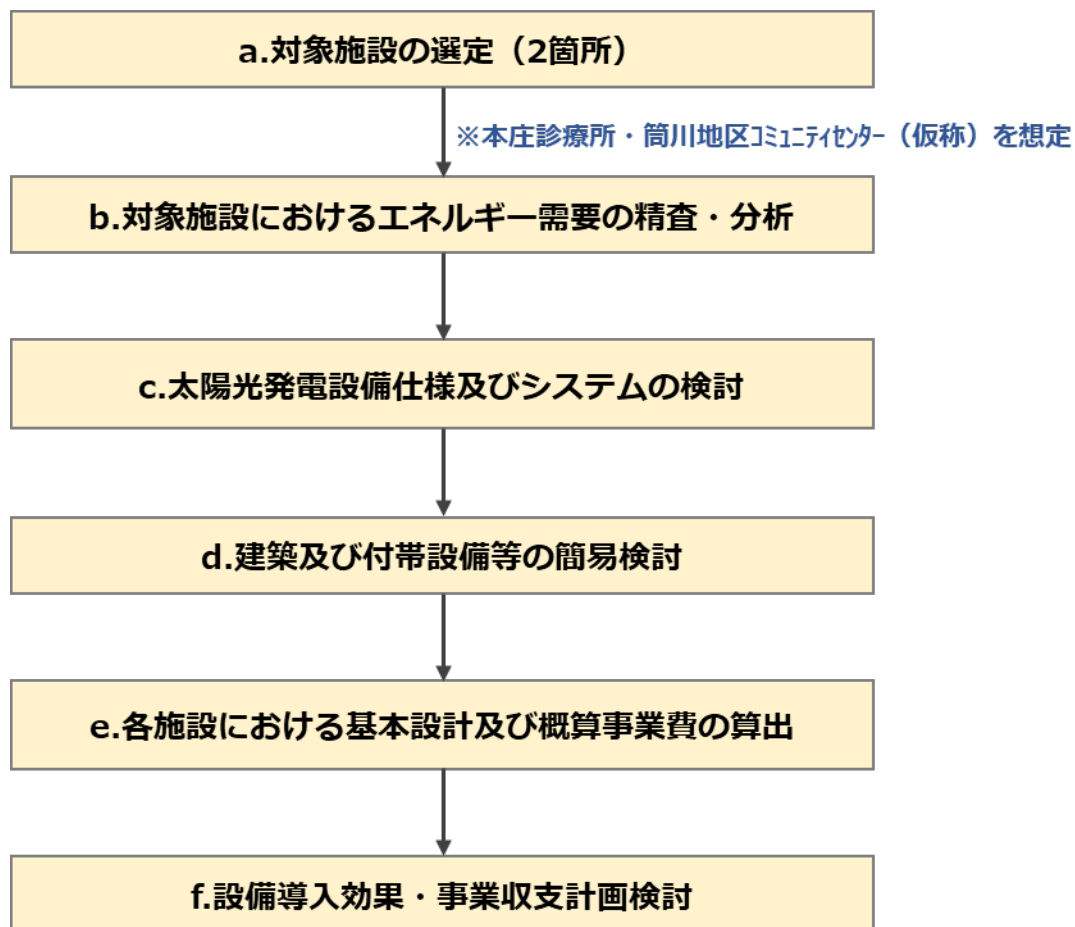 a.対象施設の選定（2箇所）
※本庄診療所・筒川地区ｺﾐｭﾆﾃｨｾﾝﾀｰ（仮称）を想定
b.対象施設におけるエネルギー需要の精査・分析
c.太陽光発電設備仕様及びシステムの検討
d.建築及び付帯設備等の簡易検討
e.各施設における基本設計及び概算事業費の算出
f.設備導入効果・事業収支計画検討